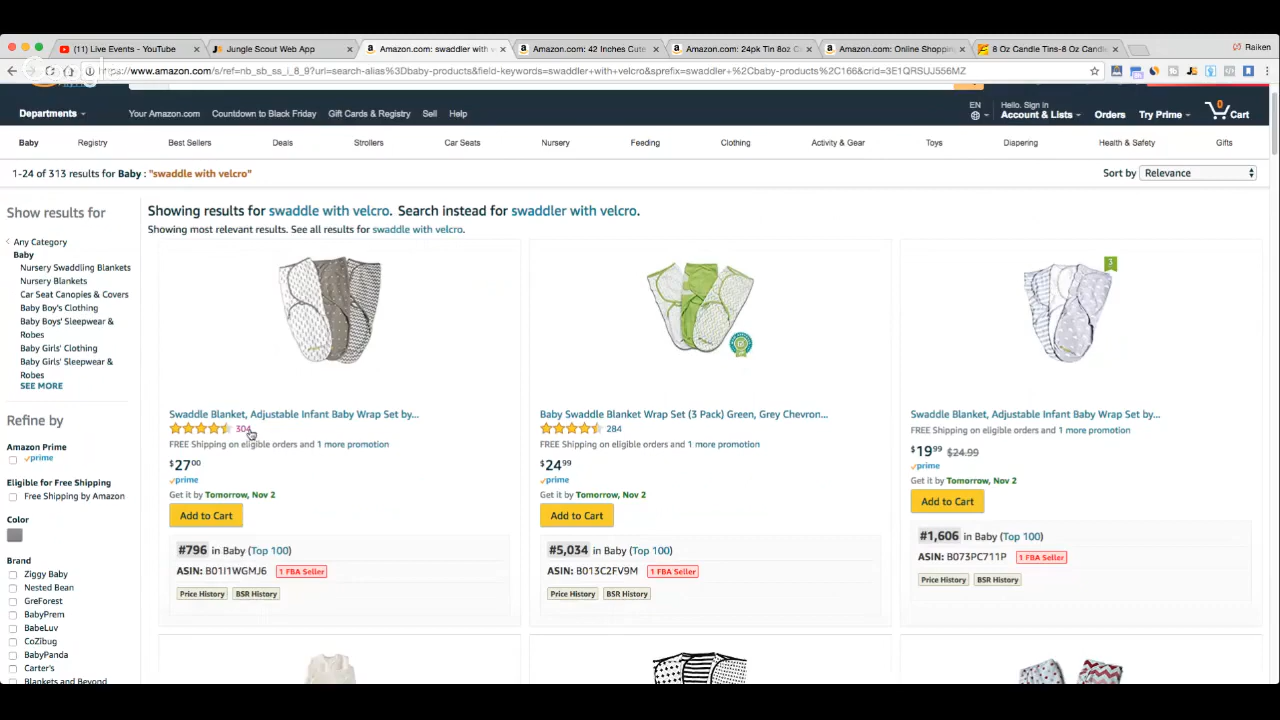 (11) Live Events - YouTube
Jungle Scout Web App
Amazon.com: swaddler with v
Amazon.com: 42 Inches Cute
Amazon.com: 24pk Tin 8oz C
Amazon.com: Online Shoppin
8 Oz Candle Tins-8 Oz Candle
Raiken
https://www.amazon.com/s/ref=nb_sb_ss_i_8_9?url=search-alias%3Dbaby-products&field-keywords=swaddler+with+velcro&sprefix=swaddler+%2Cbaby-products%2C166&crid=3E1QRSUJ556MZ
Departments
Your Amazon.com
Countdown to Black Friday
Gift Cards & Registry
Sell
Help
EN
Hello. Sign in
Account & Lists
Orders
Try Prime
0
Cart
Baby
Registry
Best Sellers
Deals
Strollers
Car Seats
Nursery
Feeding
Clothing
Activity & Gear
Toys
Diapering
Health & Safety
Gifts
1-24 of 313 results for Baby : "swaddle with velcro"
Sort by
Relevance
Show results for
Any Category
Baby
Nursery Swaddling Blankets
Nursery Blankets
Car Seat Canopies & Covers
Baby Boy's Clothing
Baby Boys' Sleepwear &
Robes
Baby Girls' Clothing
Baby Girls' Sleepwear &
Robes
SEE MORE
Refine by
Amazon Prime
prime
Eligible for Free Shipping
Free Shipping by Amazon
Color
Brand
Ziggy Baby
Nested Bean
GreForest
BabyPrem
BabeLuv
CoZibug
BabyPanda
Carter's
Blankets and Beyond
Showing results for swaddle with velcro. Search instead for swaddler with velcro.
Showing most relevant results. See all results for swaddle with velcro.
Swaddle Blanket, Adjustable Infant Baby Wrap Set by...
304
FREE Shipping on eligible orders and 1 more promotion
$27 00
prime
Get it by Tomorrow, Nov 2
Add to Cart
#796 in Baby (Top 100)
ASIN: B01I1WGMJ6
1 FBA Seller
Price History
BSR History
Baby Swaddle Blanket Wrap Set (3 Pack) Green, Grey Chevron...
284
FREE Shipping on eligible orders and 1 more promotion
$24 99
prime
Get it by Tomorrow, Nov 2
Add to Cart
#5,034 in Baby (Top 100)
ASIN: B013C2FV9M
1 FBA Seller
Price History
BSR History
3
Swaddle Blanket, Adjustable Infant Baby Wrap Set by...
FREE Shipping on eligible orders and 1 more promotion
$19 99 $24.99
prime
Get it by Tomorrow, Nov 2
Add to Cart
#1,606 in Baby (Top 100)
ASIN: B073PC711P
1 FBA Seller
Price History
BSR History